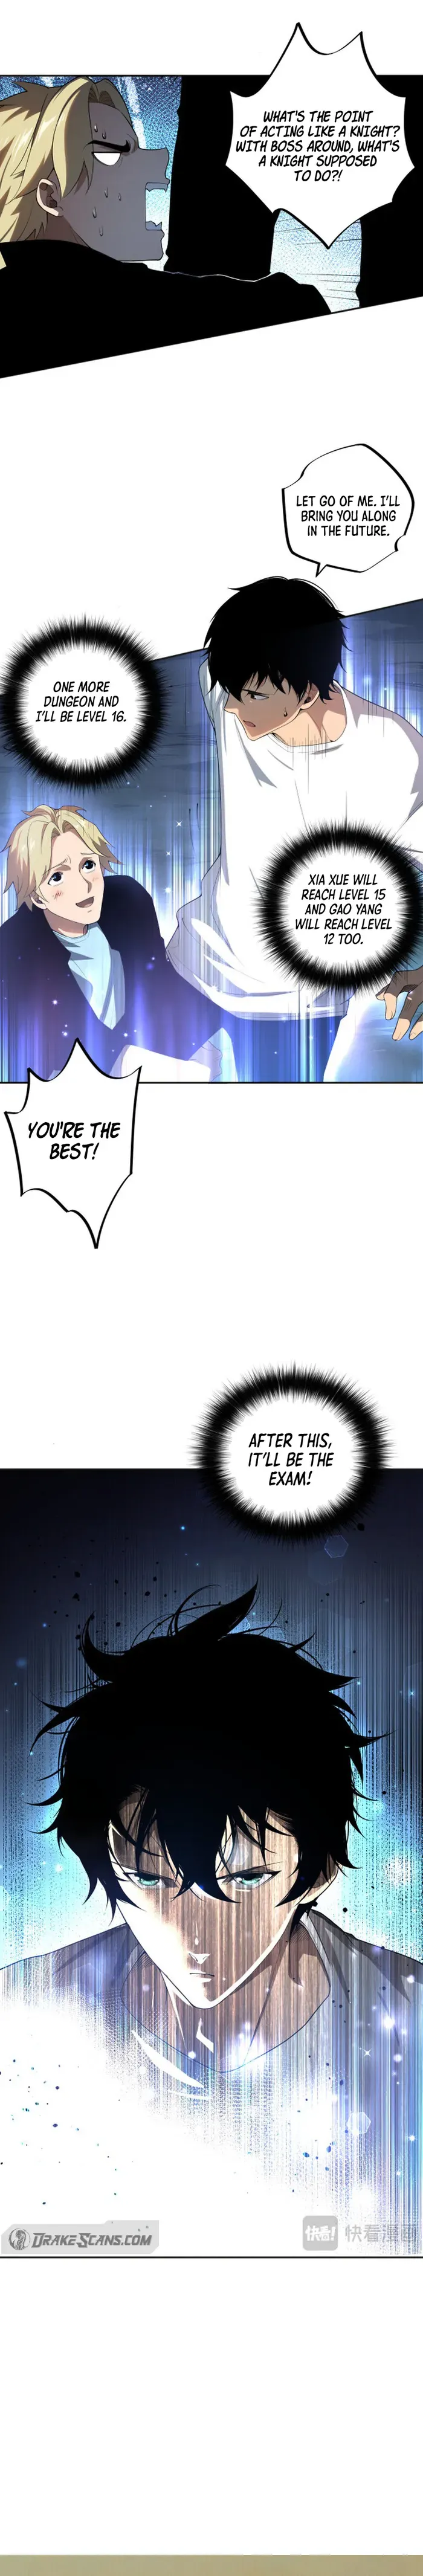 WHAT'S THE POINT
OF ACTING LIKE A KNIGHT?
WITH BOSS AROUND, WHAT'S
A KNIGHT SUPPOSED
TO DO?!
LET GO OF ME. I'LL
BRING YOU ALONG
IN THE FUTURE.
ONE MORE
DUNGEON AND
I'LL BE LEVEL 16.
XIA XUE WILL
REACH LEVEL 15
AND GAO YANG
WILL REACH LEVEL
12 TOO.
YOU'RE THE
BEST!
AFTER THIS,
IT'LL BE THE
EXAM!
DRAKESCANS.COM
快看! 快看漫画